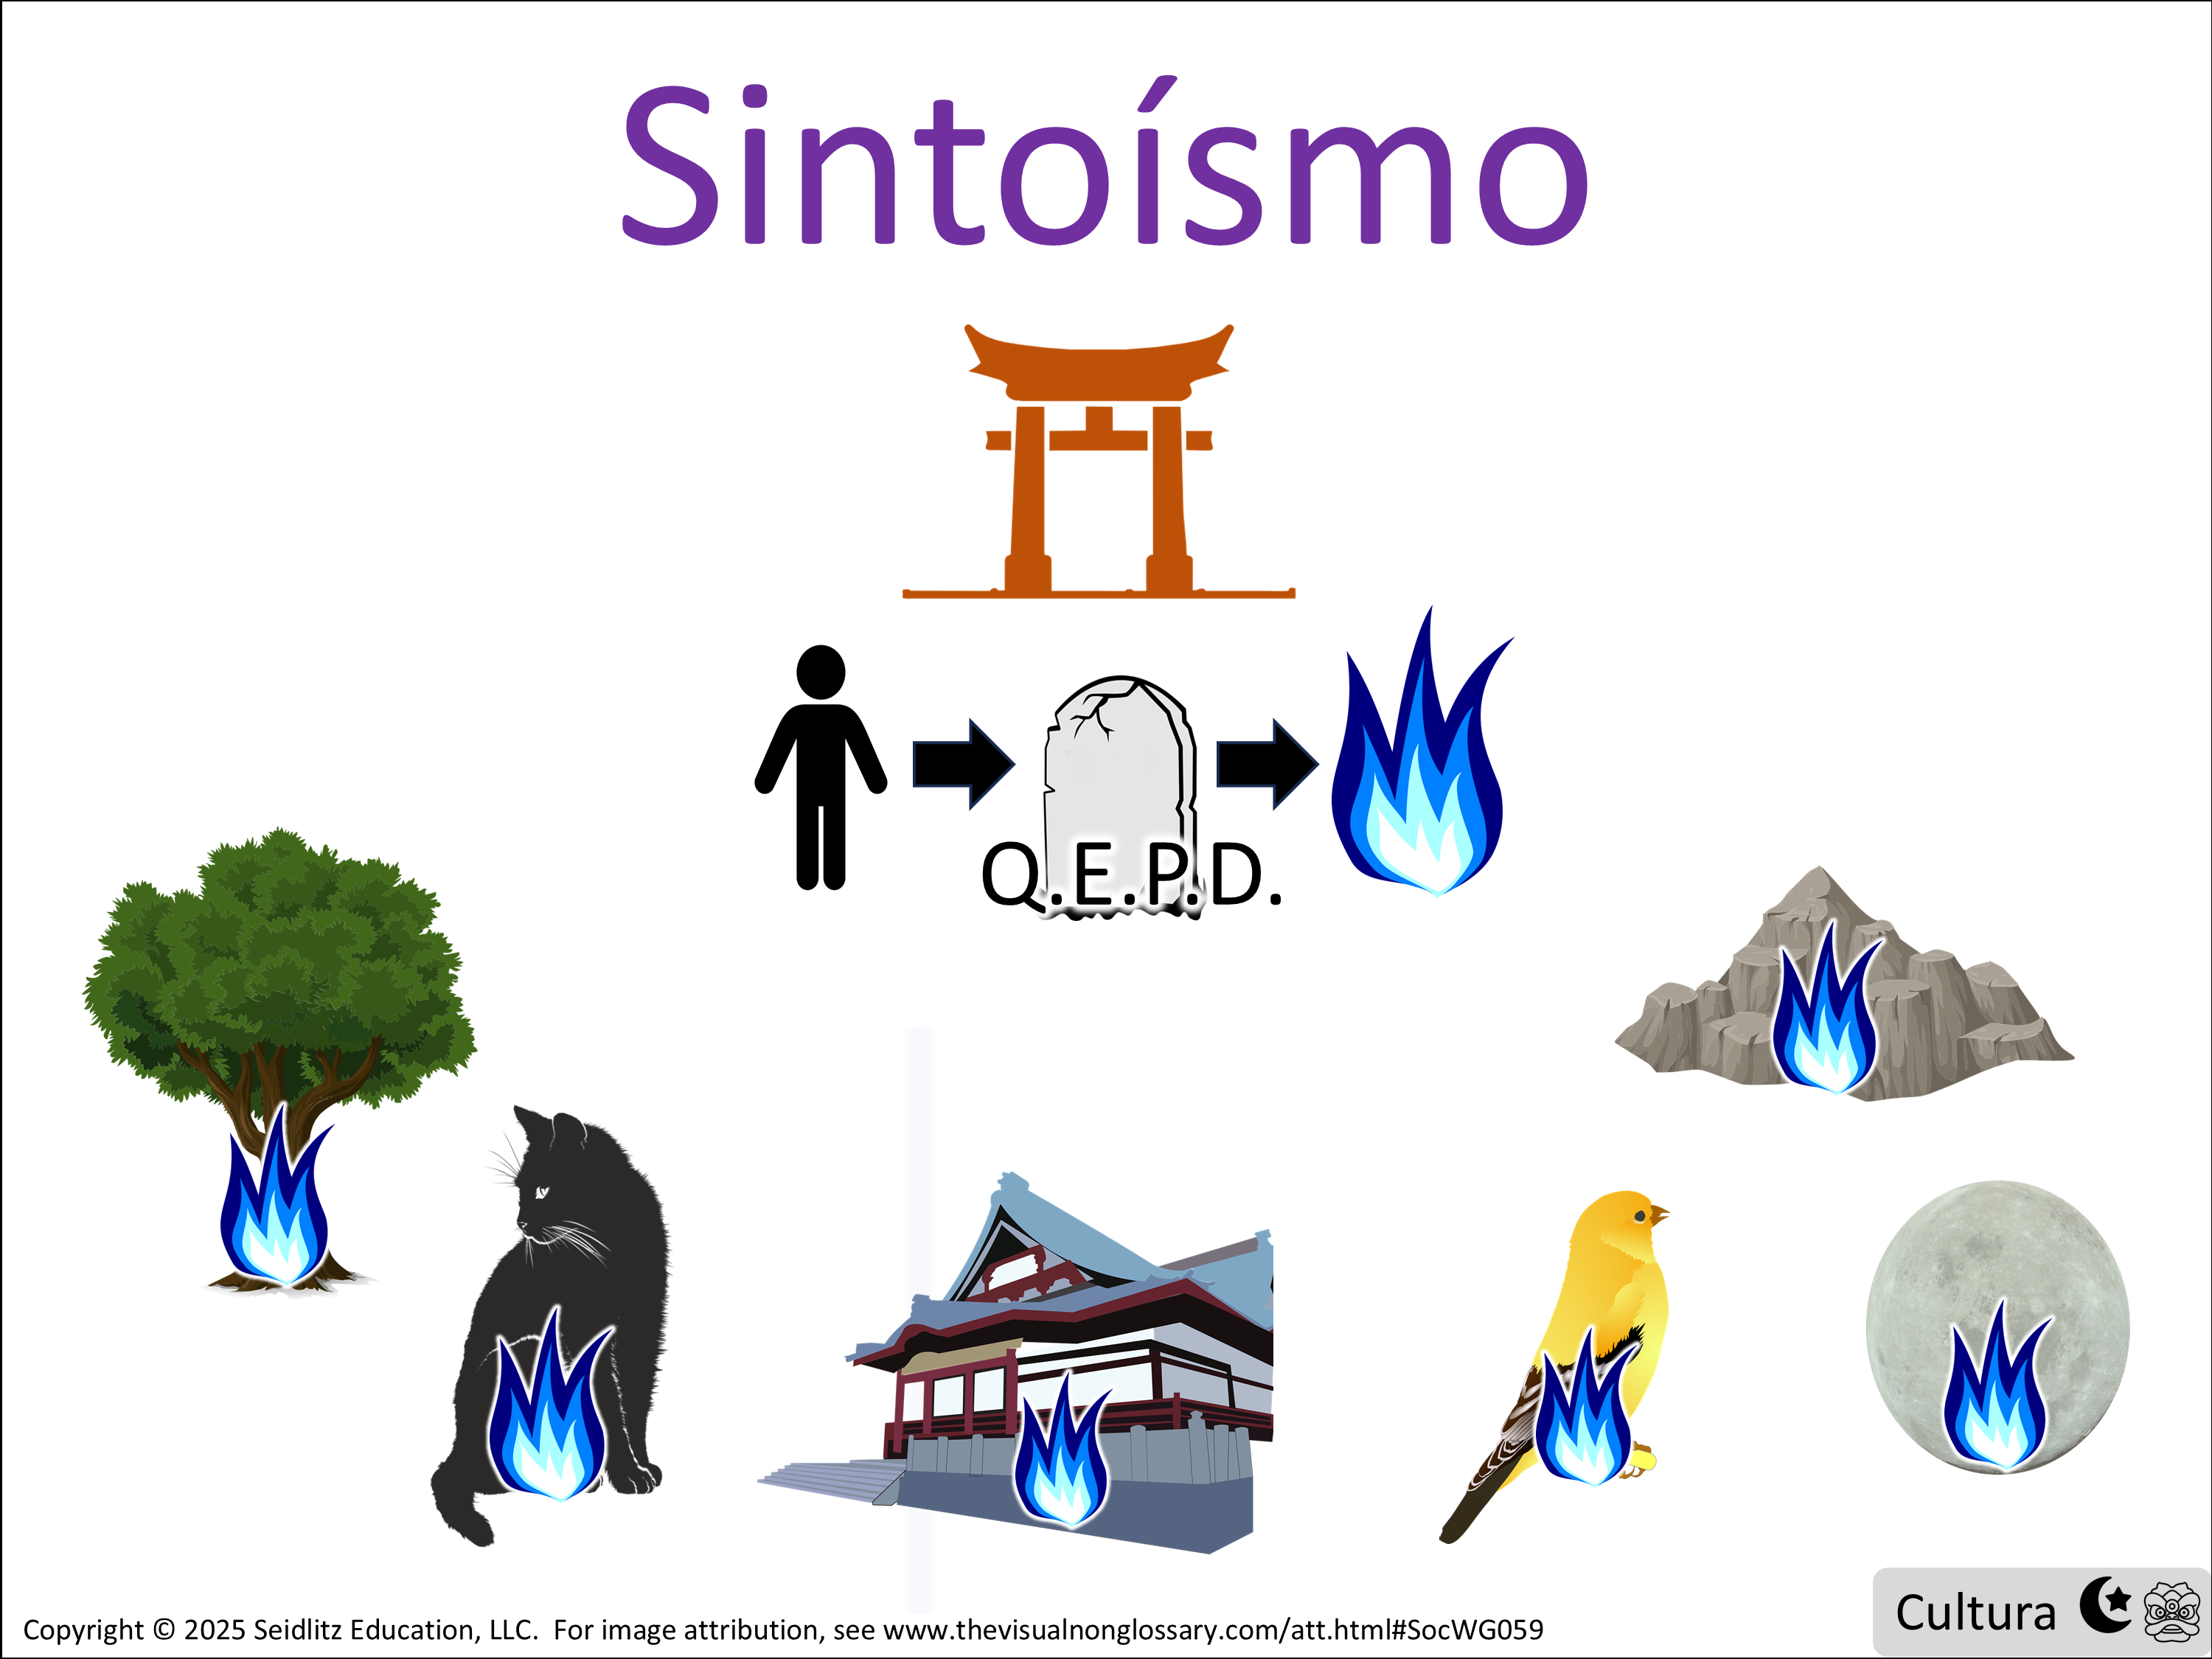 Sintoísmo
Q.E.P.D.
Cultura
Copyright © 2025 Seidlitz Education, LLC.  For image attribution, see www.thevisualnonglossary.com/att.html#SocWG059